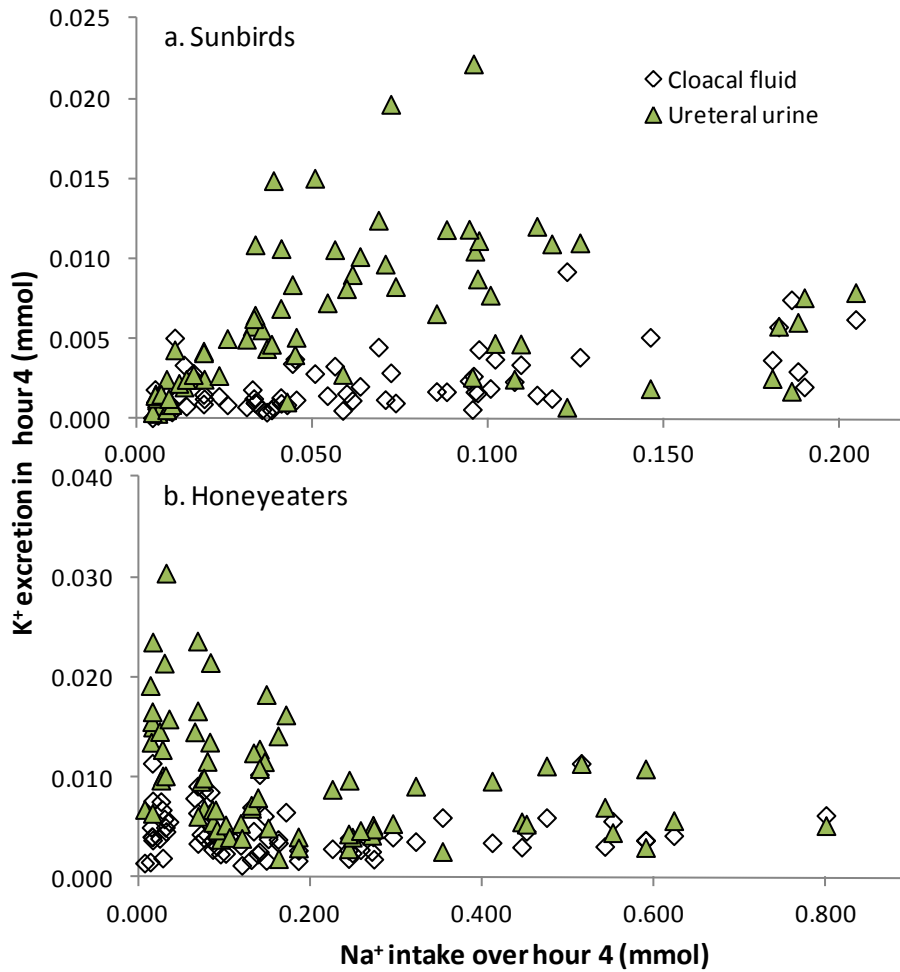 0.025
a. Sunbirds
Cloacal fluid
Ureteral urine
0.020
0.015
0.010
0.005
0.000
0.000 0.050 0.100 0.150 0.200
K⁺ excretion in hour 4 (mmol)
0.040
b. Honeyeaters
0.030
0.020
0.010
0.000
0.000 0.200 0.400 0.600 0.800
Na⁺ intake over hour 4 (mmol)